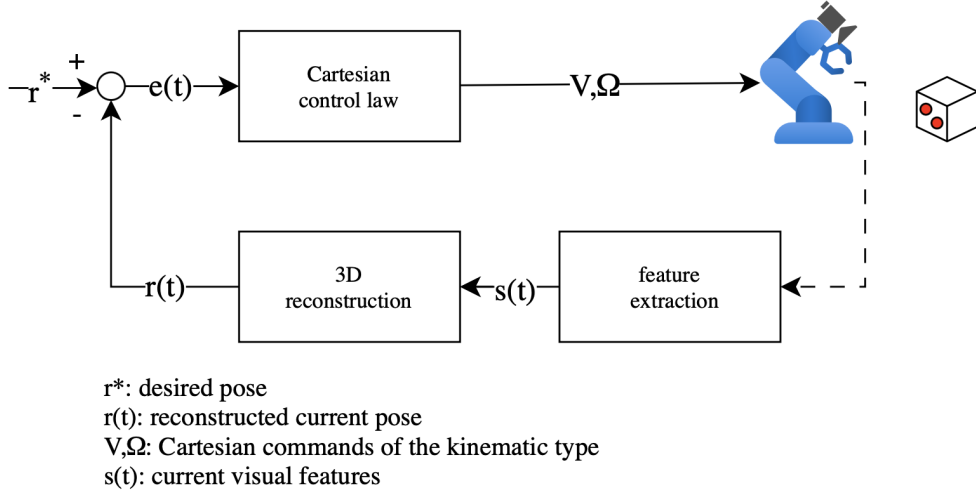 +
r*
-
e(t)
Cartesian
control law
V,Ω
r(t)
3D
reconstruction
s(t)
feature
extraction
r*: desired pose
r(t): reconstructed current pose
V,Ω: Cartesian commands of the kinematic type
s(t): current visual features